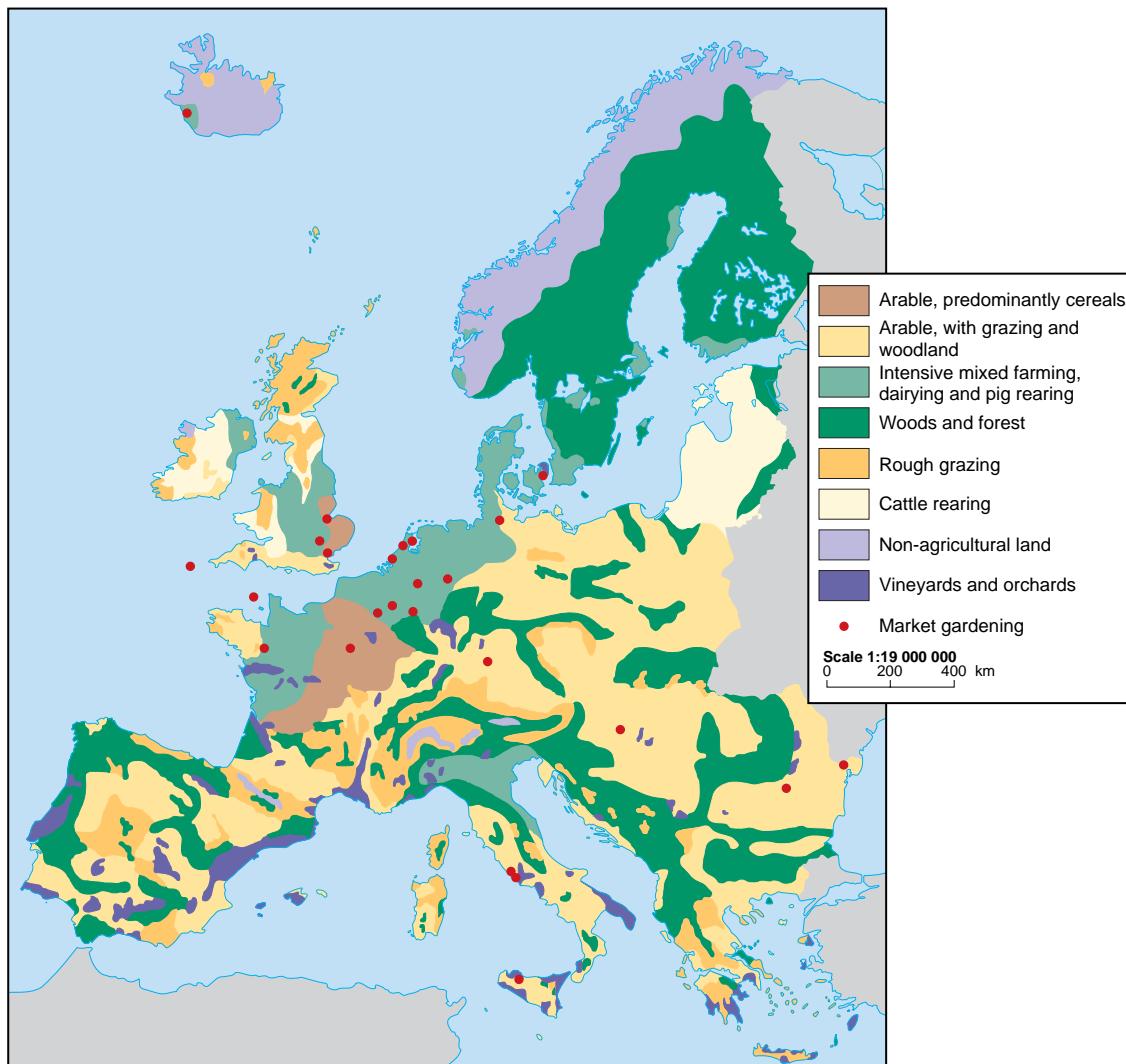 Arable, predominantly cereals
Arable, with grazing and
woodland
Intensive mixed farming,
dairying and pig rearing
Woods and forest
Rough grazing
Cattle rearing
Non-agricultural land
Vineyards and orchards
Market gardening
Scale 1:19 000 000
0 200 400 km